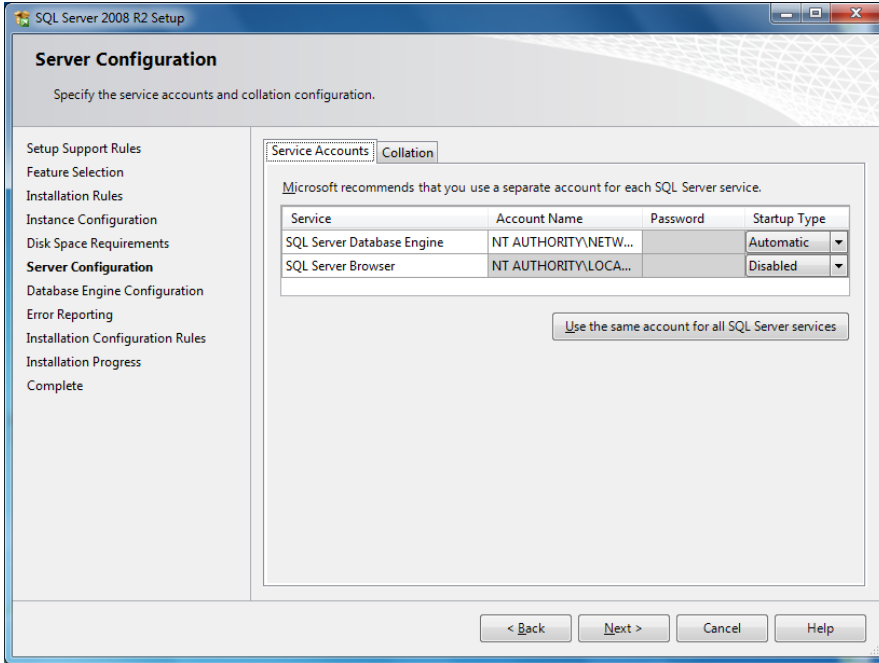 SQL Server 2008 R2 Setup
Server Configuration
Specify the service accounts and collation configuration.
Setup Support Rules
Feature Selection
Installation Rules
Instance Configuration
Disk Space Requirements
Server Configuration
Database Engine Configuration
Error Reporting
Installation Configuration Rules
Installation Progress
Complete
Service Accounts Collation
Microsoft recommends that you use a separate account for each SQL Server service.
Service Account Name Password Startup Type
SQL Server Database Engine NT AUTHORITY\NETW... Automatic
SQL Server Browser NT AUTHORITY\LOCA... Disabled
Use the same account for all SQL Server services
< Back Next > Cancel Help